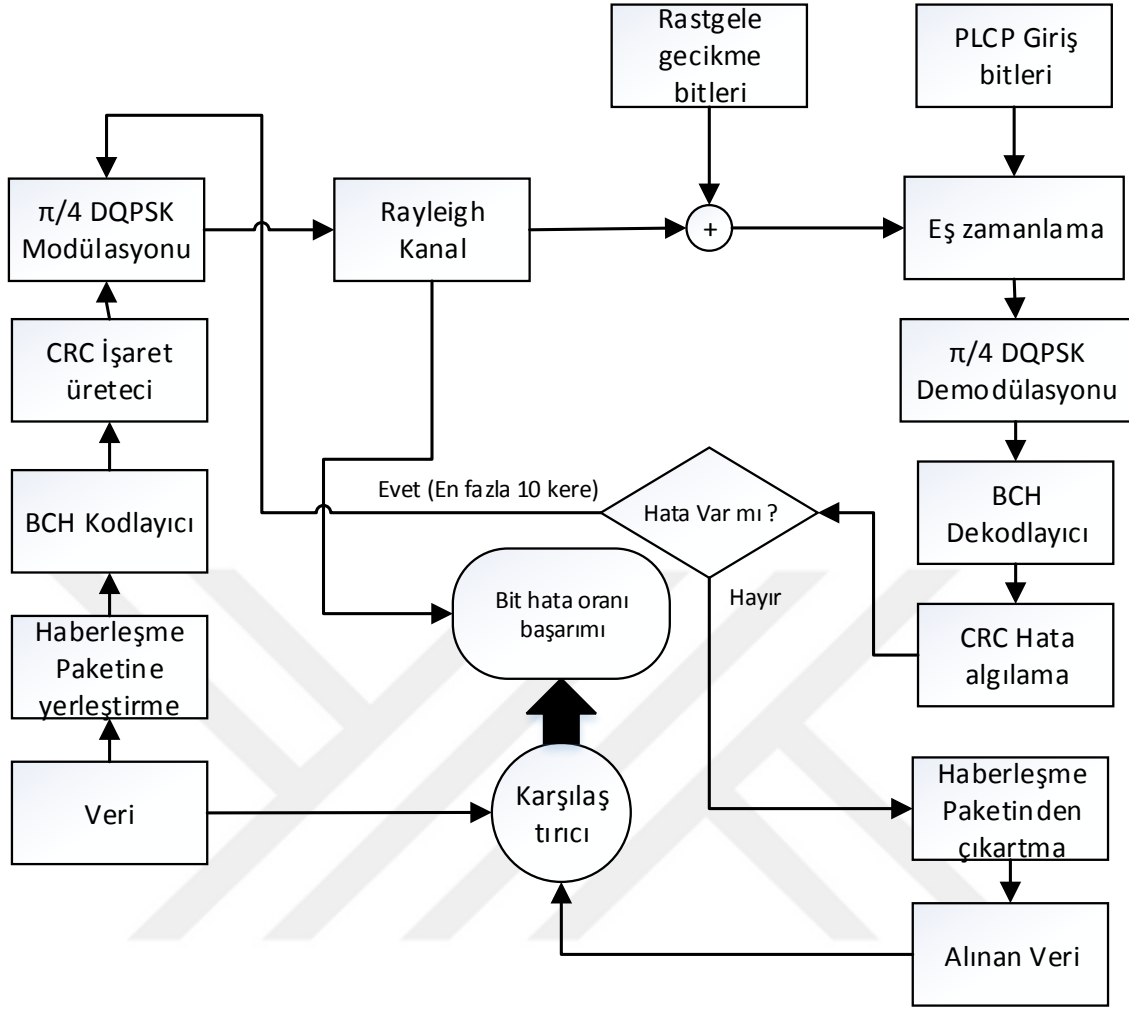 Rastgele
gecikme
bitleri
PLCP Giriş
bitleri
π/4 DQPSK
Modülasyonu
Rayleigh
Kanal
+
Eş zamanlama
CRC İşaret
üreteci
π/4 DQPSK
Demodülasyonu
BCH Kodlayıcı
Evet (En fazla 10 kere)
Hata Var mı ?
BCH
Dekodlayıcı
Haberleşme
Paketine
yerleştirme
Bit hata oranı
başarımı
Hayır
CRC Hata
algılama
Veri
Karşılaş
tırıcı
Haberleşme
Paketinden
çıkartma
Alınan Veri